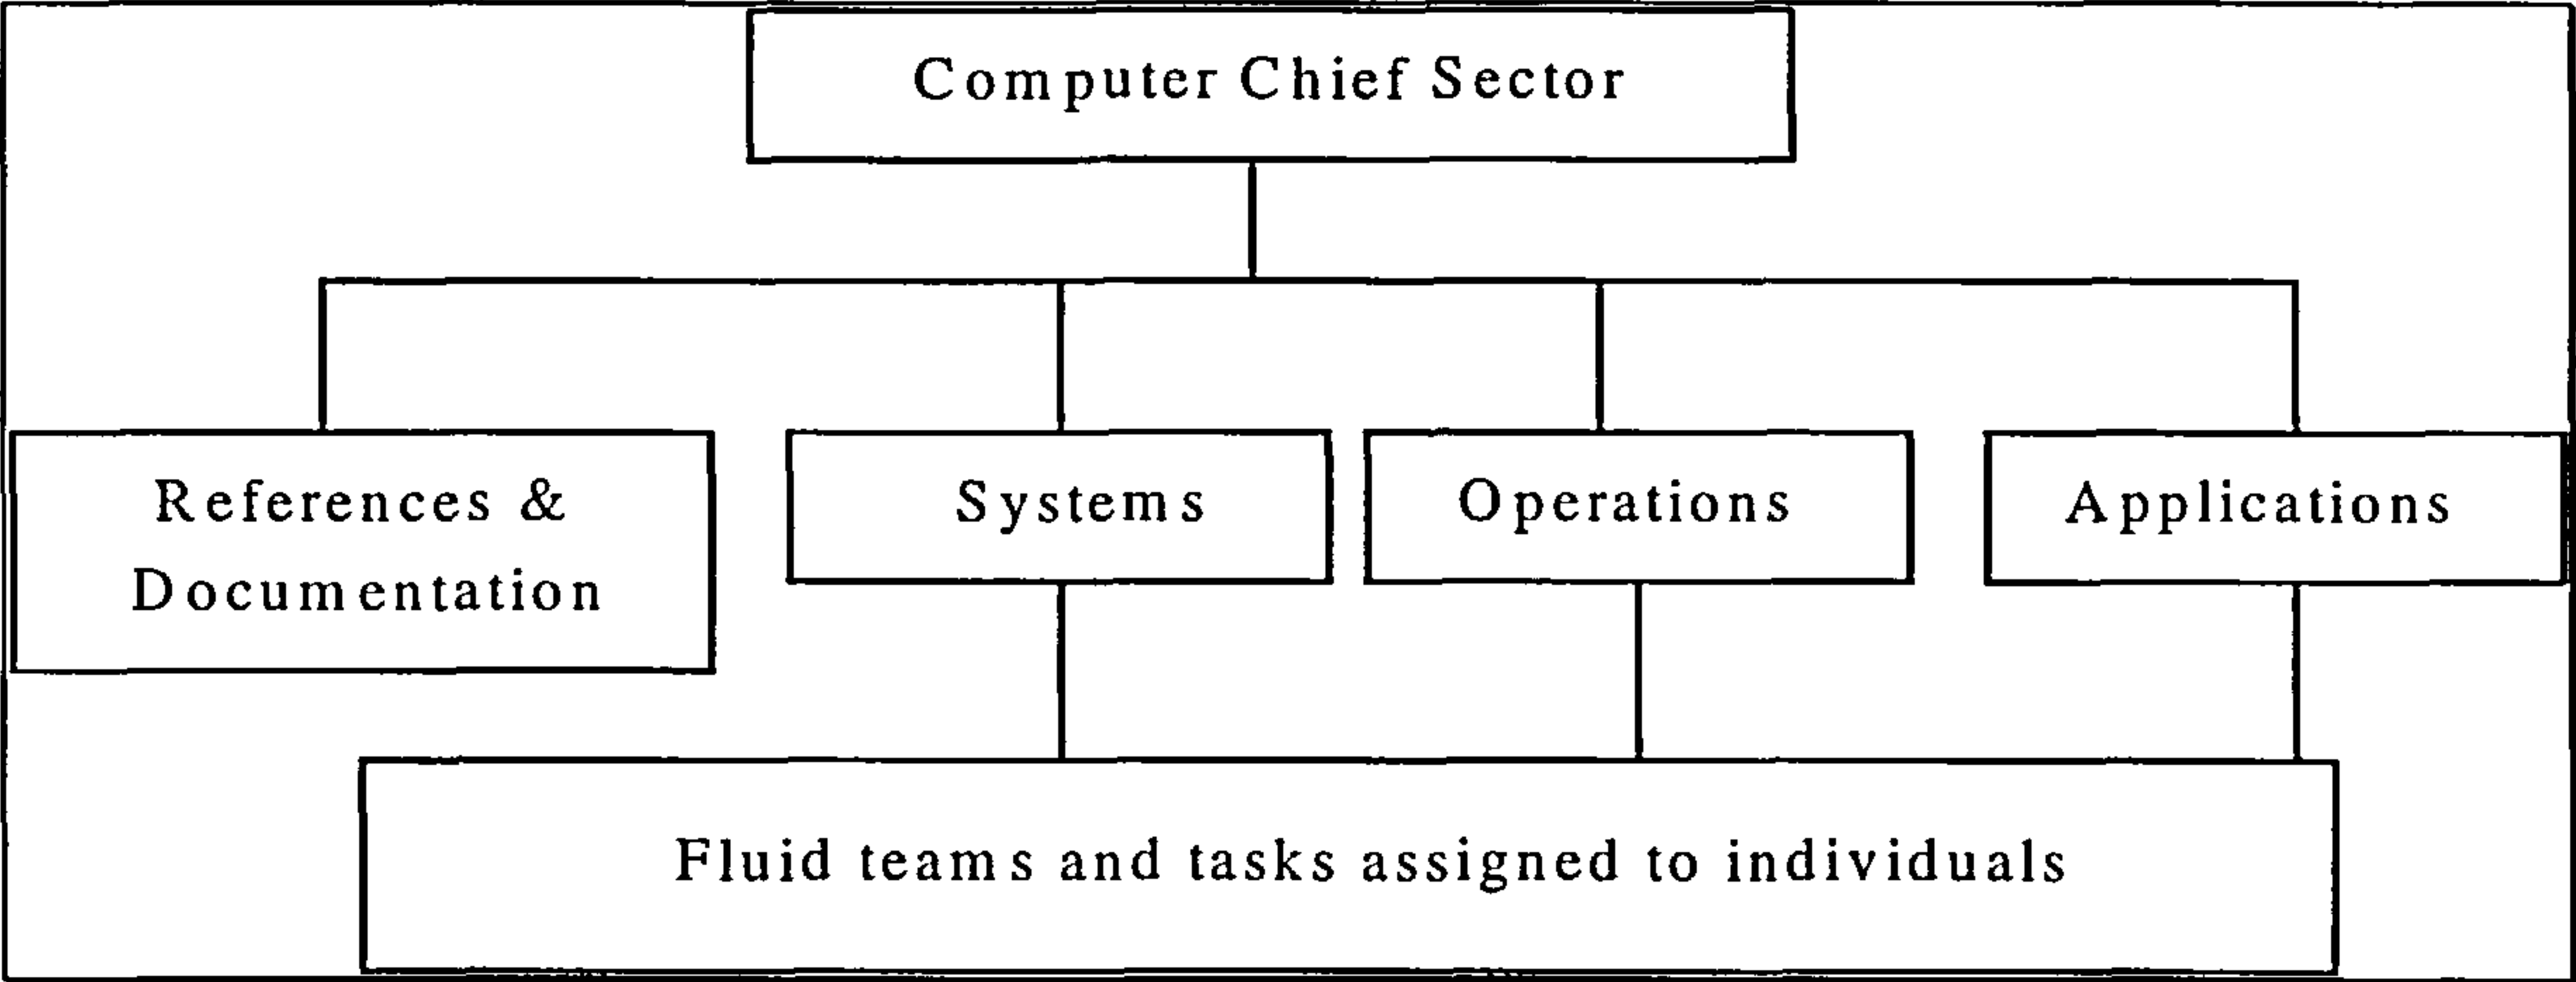 Computer Chief Sector
References &
Documentation
Systems
Operations
Applications
Fluid teams and tasks assigned to individuals